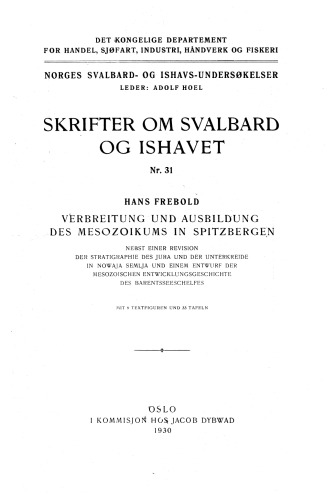 DET KONGELIGE DEPARTEMENT
FOR HANDEL, SJØFART, INDUSTRI, HÅNDVERK OG FISKERI
NORGES SVALBARD- OG ISHAVS-UNDERSØKELSER
LEDER: ADOLF HOEL
SKRIFTER OM SVALBARD
OG ISHAVET
Nr. 31
HANS FREBOLD
VERBREITUNG UND AUSBILDUNG
DES MESOZOIKUMS IN SPITZBERGEN
NEBST EINER REVISION
DER STRATIGRAPHIE DES JURA UND DER UNTERKREIDE
IN NOWAJA SEMLJA UND EINEM ENTWURF DER
MESOZOISCHEN ENTWICKLUNGSGESCHICHTE
DES BARENTSSEESCHELFES
MIT TEXTFIGUREN UND TAFELN
OSLO
I KOMMISJON HOS JACOB DYBWAD
1930